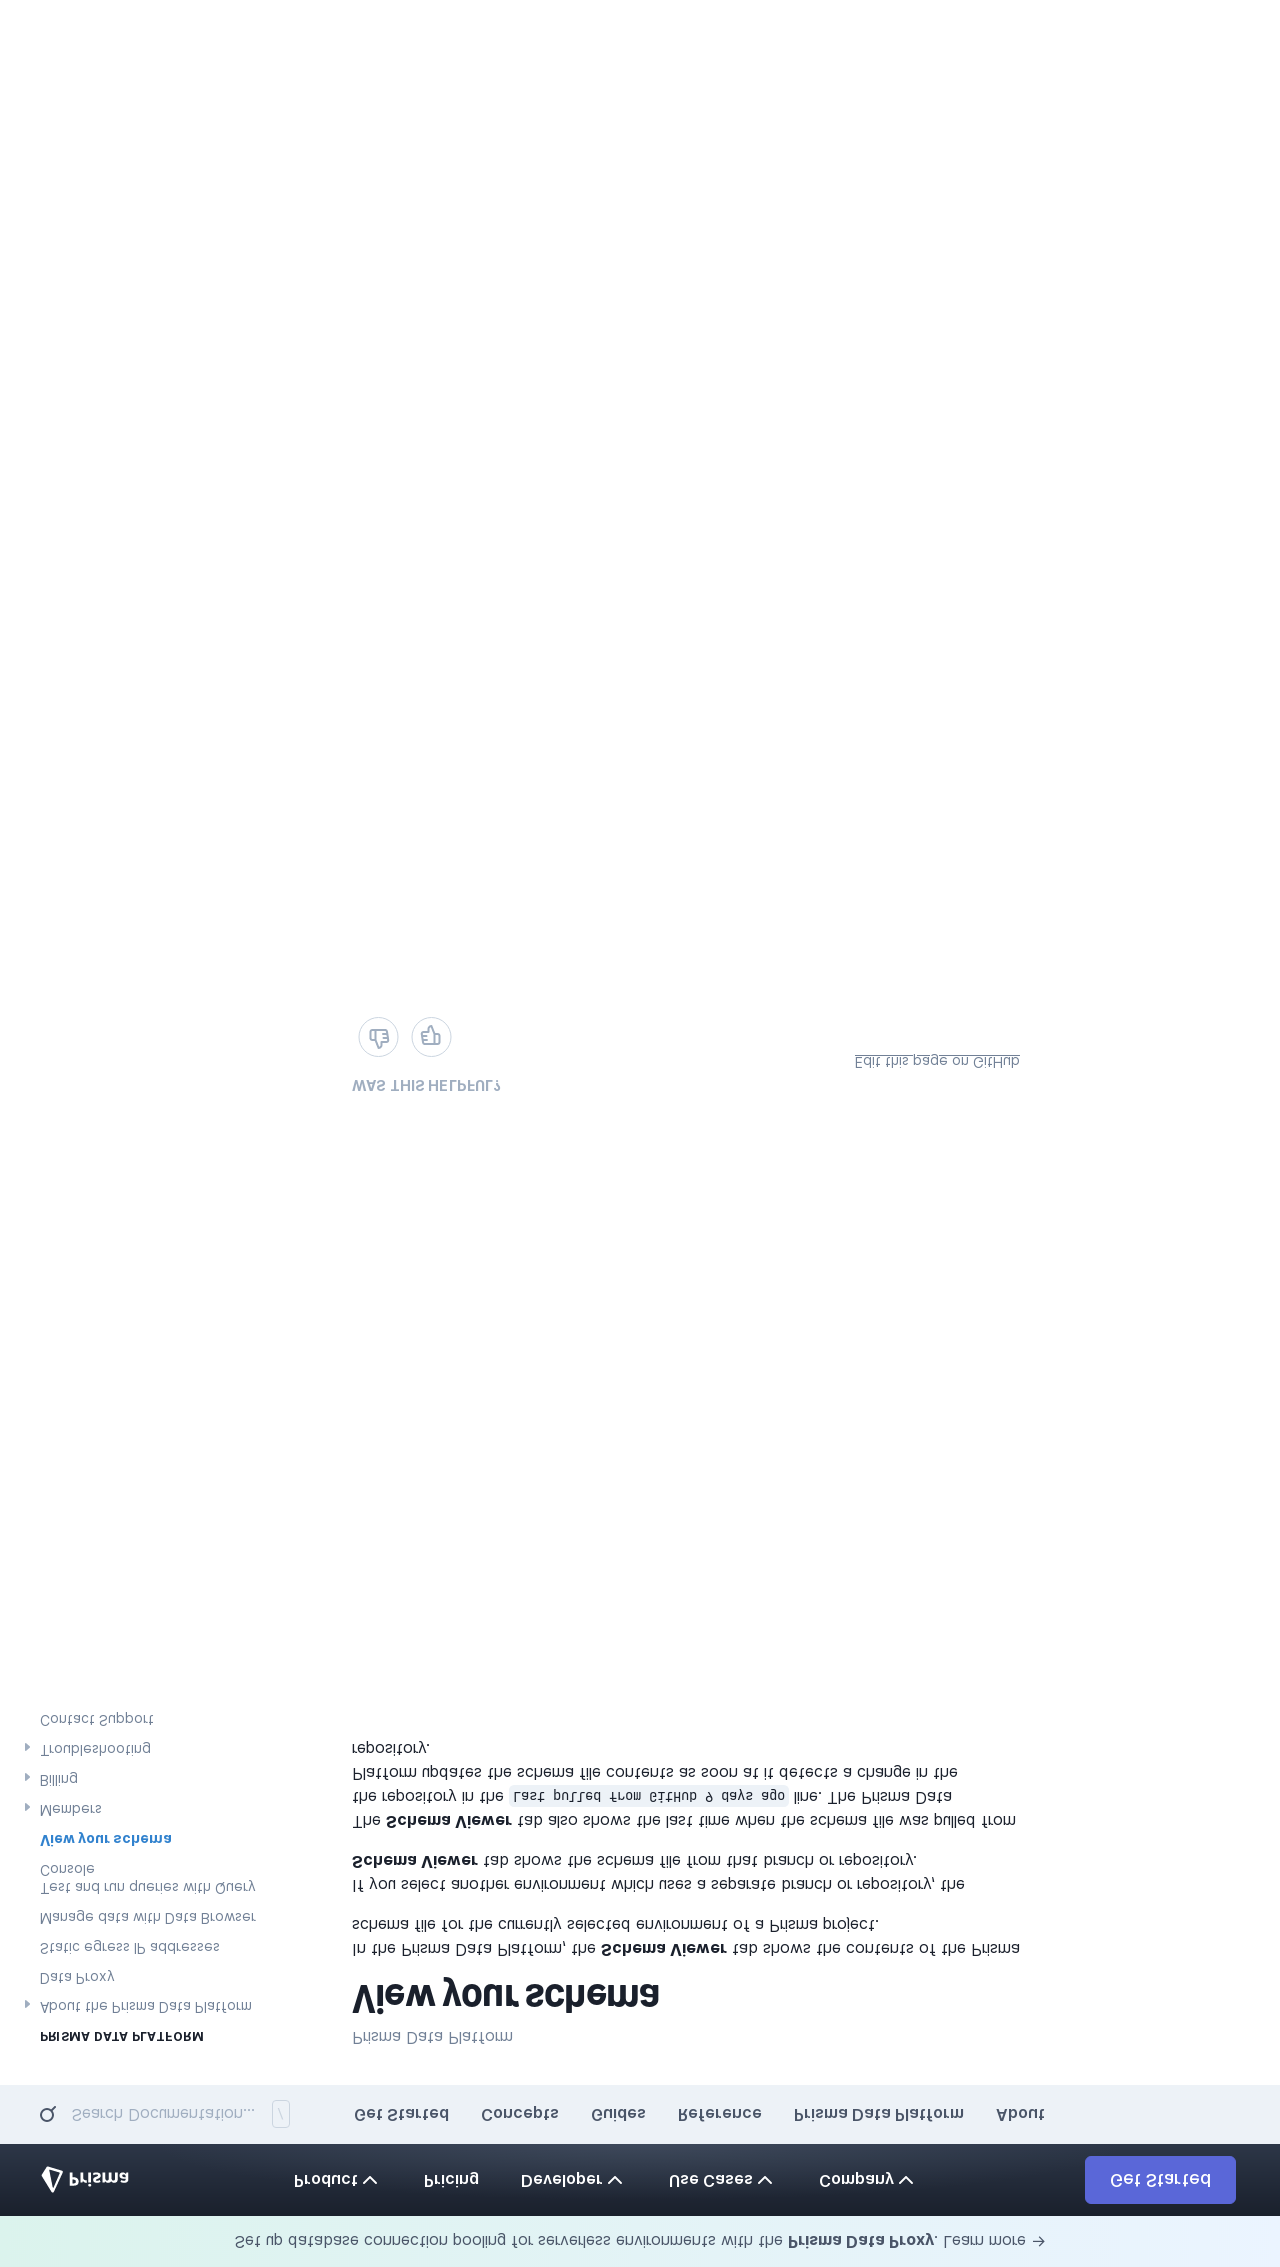 Set up database connection pooling for serverless environments with the Prisma Data Proxy. Learn more →
Prisma
Product
Pricing
Developer
Use Cases
Company
Get Started
Search Documentation...
/
Get Started
Concepts
Guides
Reference
Prisma Data Platform
About
PRISMA DATA PLATFORM
About the Prisma Data Platform
Data Proxy
Static egress IP addresses
Manage data with Data Browser
Test and run queries with Query
Console
View your schema
Members
Billing
Troubleshooting
Contact Support
Prisma Data Platform
View your schema
In the Prisma Data Platform, the Schema Viewer tab shows the contents of the Prisma
schema file for the currently selected environment of a Prisma project.
If you select another environment which uses a separate branch or repository, the
Schema Viewer tab shows the schema file from that branch or repository.
The Schema Viewer tab also shows the last time when the schema file was pulled from
the repository in the Last pulled from GitHub 9 days ago line. The Prisma Data
Platform updates the schema file contents as soon at it detects a change in the
repository.
WAS THIS HELPFUL?
Edit this page on GitHub